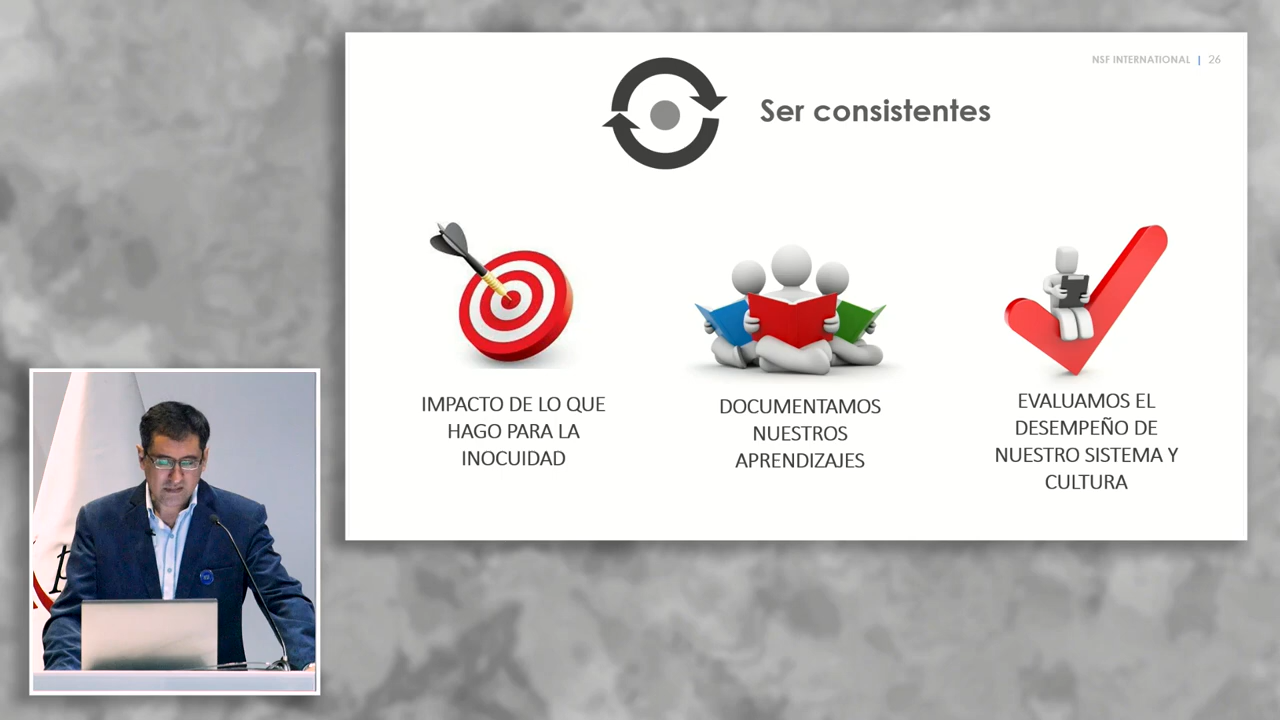 NSF INTERNATIONAL | 26
Ser consistentes
IMPACTO DE LO QUE
HAGO PARA LA
INOCUIDAD
DOCUMENTAMOS
NUESTROS
APRENDIZAJES
EVALUAMOS EL
DESEMPEÑO DE
NUESTRO SISTEMA Y
CULTURA